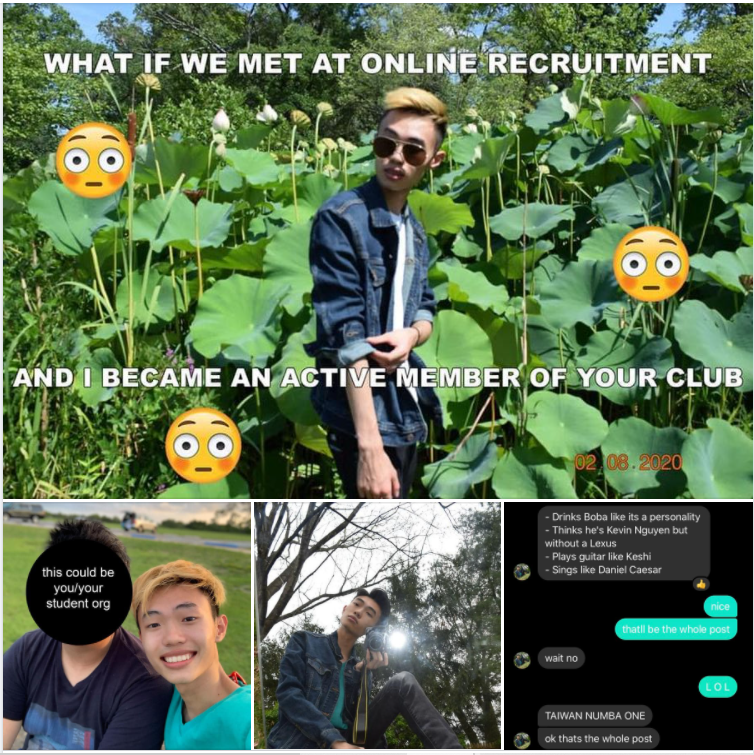 WHAT IF WE MET AT ONLINE RECRUITMENT
AND I BECAME AN ACTIVE MEMBER OF YOUR CLUB
02 08 2020
this could be
you/your
student org
- Drinks Boba like its a personality
- Thinks he's Kevin Nguyen but
without a Lexus
- Plays guitar like Keshi
- Sings like Daniel Caesar
nice
thatll be the whole post
wait no
L O L
TAIWAN NUMBA ONE
ok thats the whole post